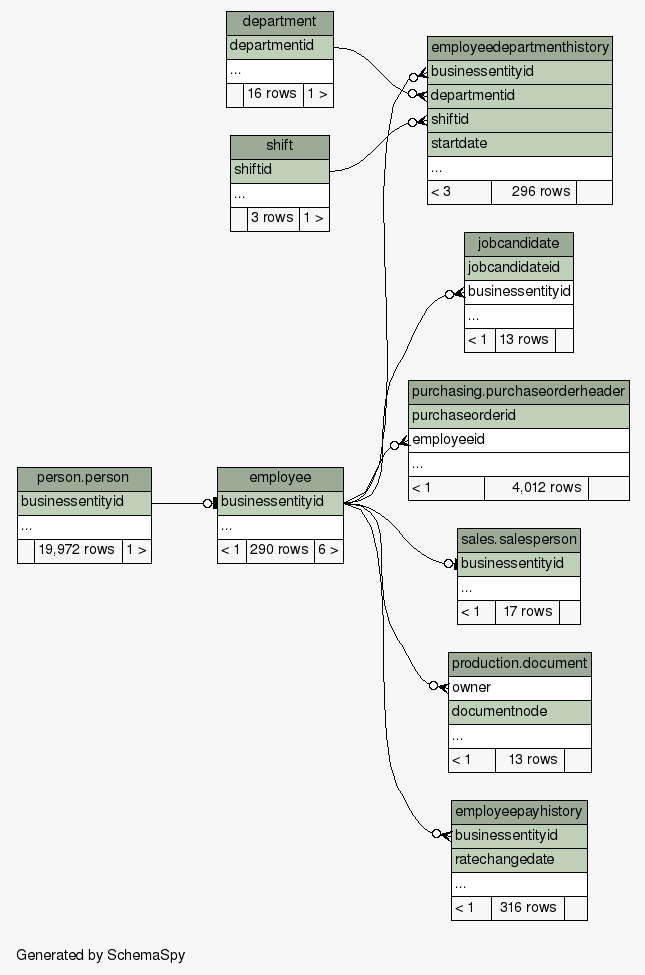 department
departmentid
...
16 rows 1 >
employeedepartmenthistory
businessentityid
departmentid
shiftid
startdate
...
< 3 296 rows
shift
shiftid
...
3 rows 1 >
jobcandidate
jobcandidateid
businessentityid
...
< 1 13 rows
purchasing.purchaseorderheader
purchaseorderid
employeeid
...
< 1 4,012 rows
person.person
businessentityid
...
19,972 rows 1 >
employee
businessentityid
...
< 1 290 rows 6 >
sales.salesperson
businessentityid
...
< 1 17 rows
production.document
owner
documentnode
...
< 1 13 rows
employeepayhistory
businessentityid
ratechangedate
...
< 1 316 rows
Generated by SchemaSpy